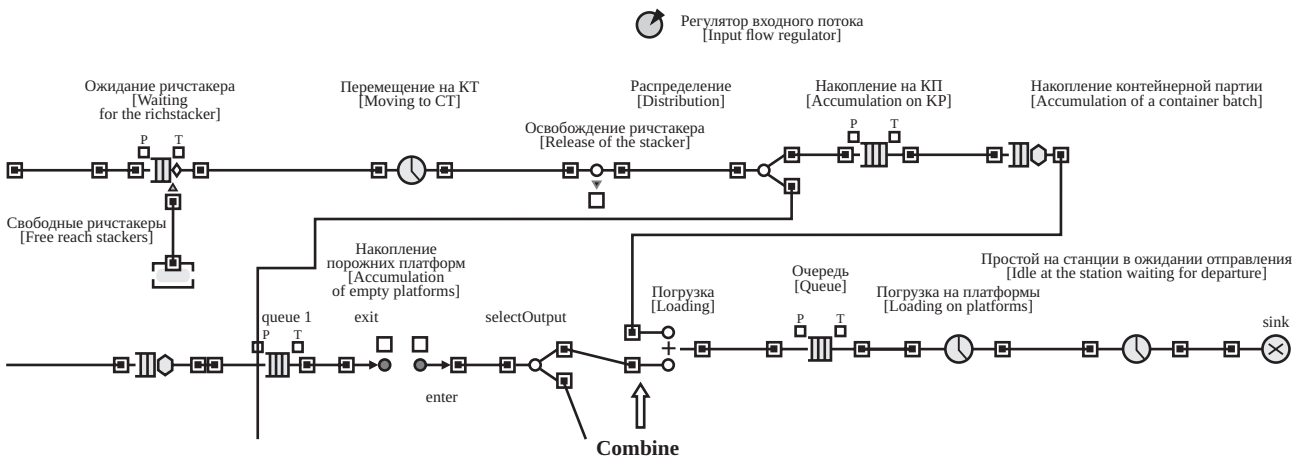 Регулятор входного потока
[Input flow regulator]
Ожидание ричстакера
[Waiting
for the richstacker]
P T
Перемещение на КТ
[Moving to CT]
Освобождение ричстакера
[Release of the stacker]
Распределение
[Distribution]
Накопление на КП
[Accumulation on KP]
P T
Накопление контейнерной партии
[Accumulation of a container batch]
Свободные ричстакеры
[Free reach stackers]
Накопление
порожних платформ
[Accumulation
of empty platforms]
queue 1
P T
exit
enter
selectOutput
Погрузка
[Loading]
Combine
Очередь
[Queue]
P T
Погрузка на платформы
[Loading on platforms]
Простой на станции в ожидании отправления
[Idle at the station waiting for departure]
sink